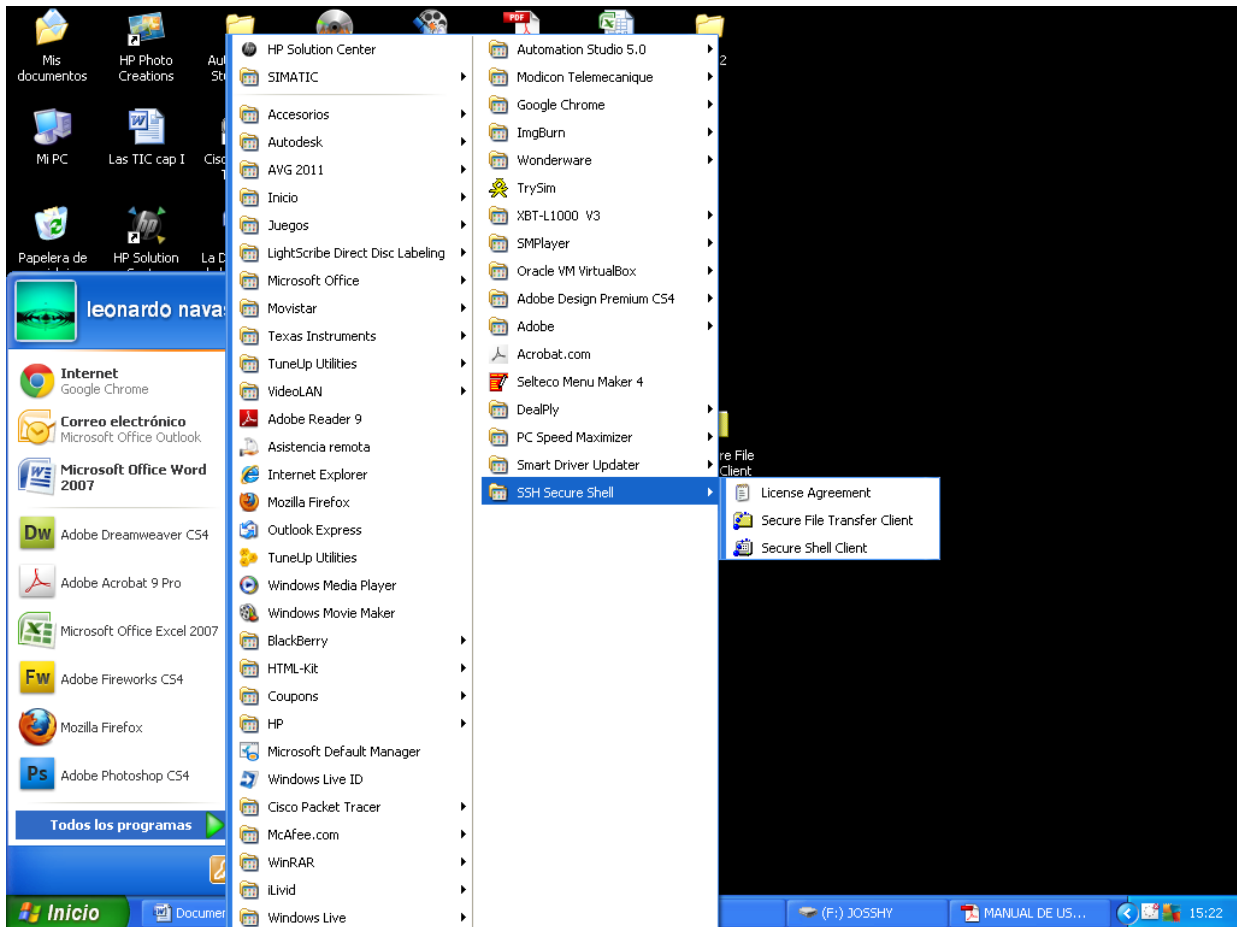 Mis
documentos
HP Photo
Creations
Mi PC
Las TIC cap I
Papelera de
HP Solution
leonardo navas
Internet
Google Chrome
Correo electrónico
Microsoft Office Outlook
Microsoft Office Word
2007
Adobe Dreamweaver CS4
Adobe Acrobat 9 Pro
Microsoft Office Excel 2007
Adobe Fireworks CS4
Mozilla Firefox
Adobe Photoshop CS4
Todos los programas
HP Solution Center
SIMATIC
Accesorios
Autodesk
AVG 2011
Inicio
Juegos
LightScribe Direct Disc Labeling
Microsoft Office
Movistar
Texas Instruments
TuneUp Utilities
VideoLAN
Adobe Reader 9
Asistencia remota
Internet Explorer
Mozilla Firefox
Outlook Express
TuneUp Utilities
Windows Media Player
Windows Movie Maker
BlackBerry
HTML-Kit
Coupons
HP
Microsoft Default Manager
Windows Live ID
Cisco Packet Tracer
McAfee.com
WinRAR
iLivid
Windows Live
Automation Studio 5.0
Modicon Telemecanique
Google Chrome
ImgBurn
Wonderware
TrySim
XBT-L1000 V3
SMPlayer
Oracle VM VirtualBox
Adobe Design Premium CS4
Adobe
Acrobat.com
Selteco Menu Maker 4
DealPly
PC Speed Maximizer
Smart Driver Updater
SSH Secure Shell
re File
Client
License Agreement
Secure File Transfer Client
Secure Shell Client
Inicio
Documen
(F:) JOSSHY
MANUAL DE US...
15:22